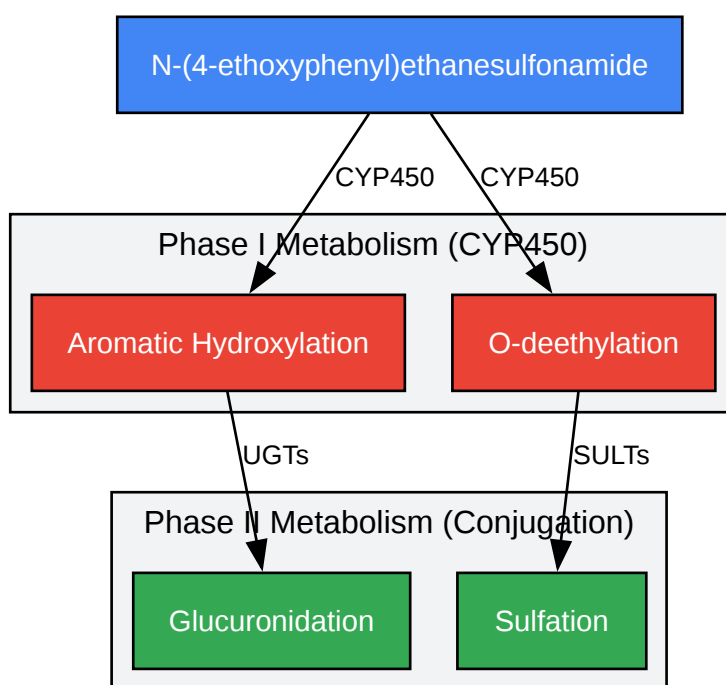 N-(4-ethoxyphenyl)ethanesulfonamide
CYP450 CYP450
Phase I Metabolism (CYP450)
Aromatic Hydroxylation O-deethylation
UGTs SULTs
Phase II Metabolism (Conjugation)
Glucuronidation Sulfation